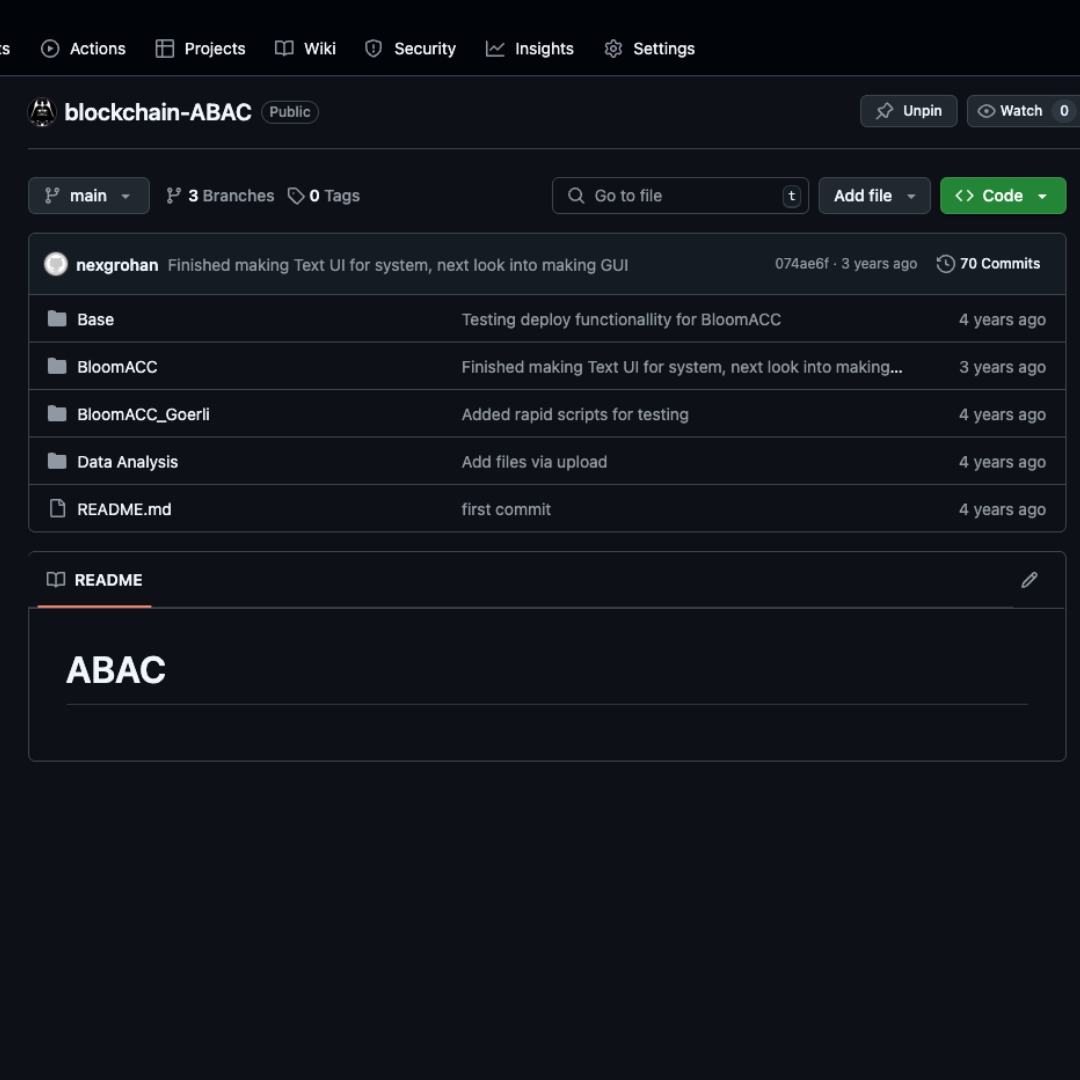 Actions Projects Wiki Security Insights Settings
blockchain-ABAC Public Unpin Watch 0
main 3 Branches 0 Tags Go to file t Add file Code
nexgrohan Finished making Text UI for system, next look into making GUI 074ae6f · 3 years ago 70 Commits
Base Testing deploy functionallity for BloomACC 4 years ago
BloomACC Finished making Text UI for system, next look into making... 3 years ago
BloomACC_Goerli Added rapid scripts for testing 4 years ago
Data Analysis Add files via upload 4 years ago
README.md first commit 4 years ago
README
ABAC